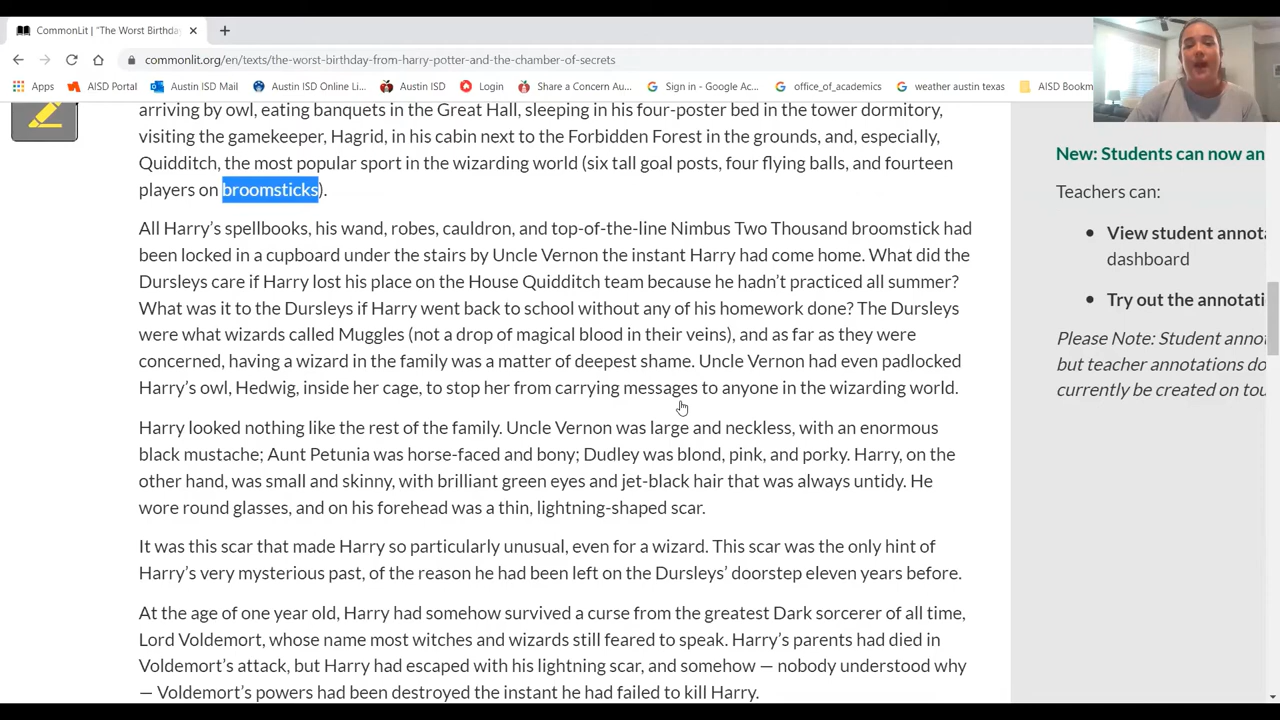 CommonLit | "The Worst Birthda
commonlit.org/en/texts/the-worst-birthday-from-harry-potter-and-the-chamber-of-secrets
Apps AISD Portal Austin ISD Mail Austin ISD Online Li... Austin ISD Login Share a Concern Au... Sign in - Google Ac... office_of_academics weather austin texas AISD Bookm
arriving by owl, eating banquets in the Great Hall, sleeping in his four-poster bed in the tower dormitory,
visiting the gamekeeper, Hagrid, in his cabin next to the Forbidden Forest in the grounds, and, especially,
Quidditch, the most popular sport in the wizarding world (six tall goal posts, four flying balls, and fourteen
players on broomsticks).
All Harry's spellbooks, his wand, robes, cauldron, and top-of-the-line Nimbus Two Thousand broomstick had
been locked in a cupboard under the stairs by Uncle Vernon the instant Harry had come home. What did the
Dursleys care if Harry lost his place on the House Quidditch team because he hadn't practiced all summer?
What was it to the Dursleys if Harry went back to school without any of his homework done? The Dursleys
were what wizards called Muggles (not a drop of magical blood in their veins), and as far as they were
concerned, having a wizard in the family was a matter of deepest shame. Uncle Vernon had even padlocked
Harry's owl, Hedwig, inside her cage, to stop her from carrying messages to anyone in the wizarding world.
Harry looked nothing like the rest of the family. Uncle Vernon was large and neckless, with an enormous
black mustache; Aunt Petunia was horse-faced and bony; Dudley was blond, pink, and porky. Harry, on the
other hand, was small and skinny, with brilliant green eyes and jet-black hair that was always untidy. He
wore round glasses, and on his forehead was a thin, lightning-shaped scar.
It was this scar that made Harry so particularly unusual, even for a wizard. This scar was the only hint of
Harry's very mysterious past, of the reason he had been left on the Dursleys' doorstep eleven years before.
At the age of one year old, Harry had somehow survived a curse from the greatest Dark sorcerer of all time,
Lord Voldemort, whose name most witches and wizards still feared to speak. Harry's parents had died in
Voldemort's attack, but Harry had escaped with his lightning scar, and somehow — nobody understood why
— Voldemort's powers had been destroyed the instant he had failed to kill Harry.
New: Students can now an
Teachers can:
• View student annota
dashboard
• Try out the annotati
Please Note: Student annot
but teacher annotations do
currently be created on tou